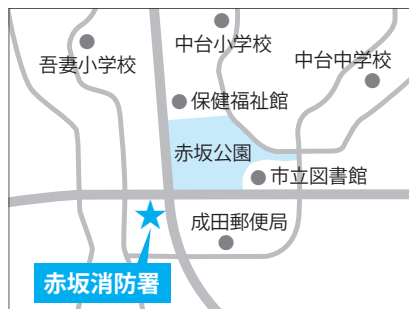 中台小学校
吾妻小学校
中台中学校
保健福祉館
赤坂公園
市立図書館
成田郵便局
赤坂消防署